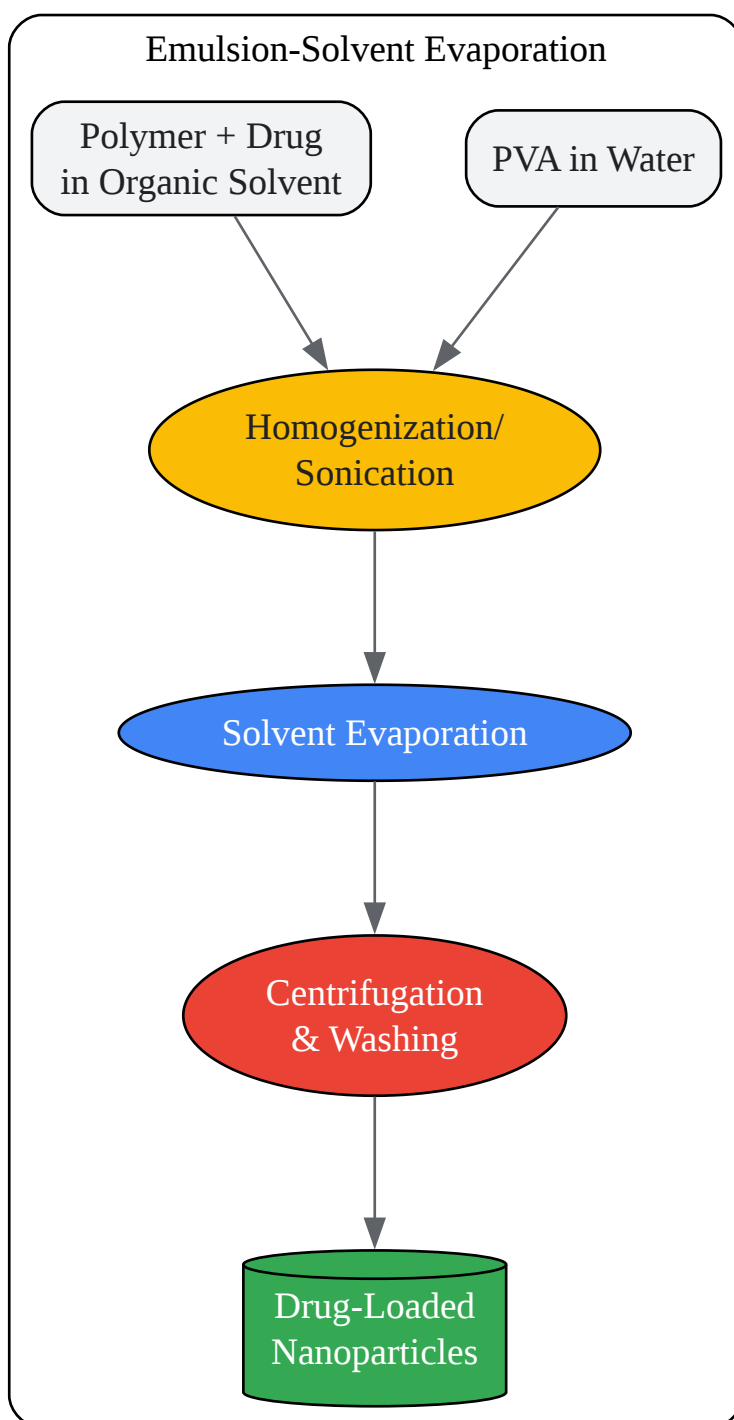 Emulsion-Solvent Evaporation
Polymer + Drug
in Organic Solvent
PVA in Water
Homogenization/
Sonication
Solvent Evaporation
Centrifugation
& Washing
Drug-Loaded
Nanoparticles